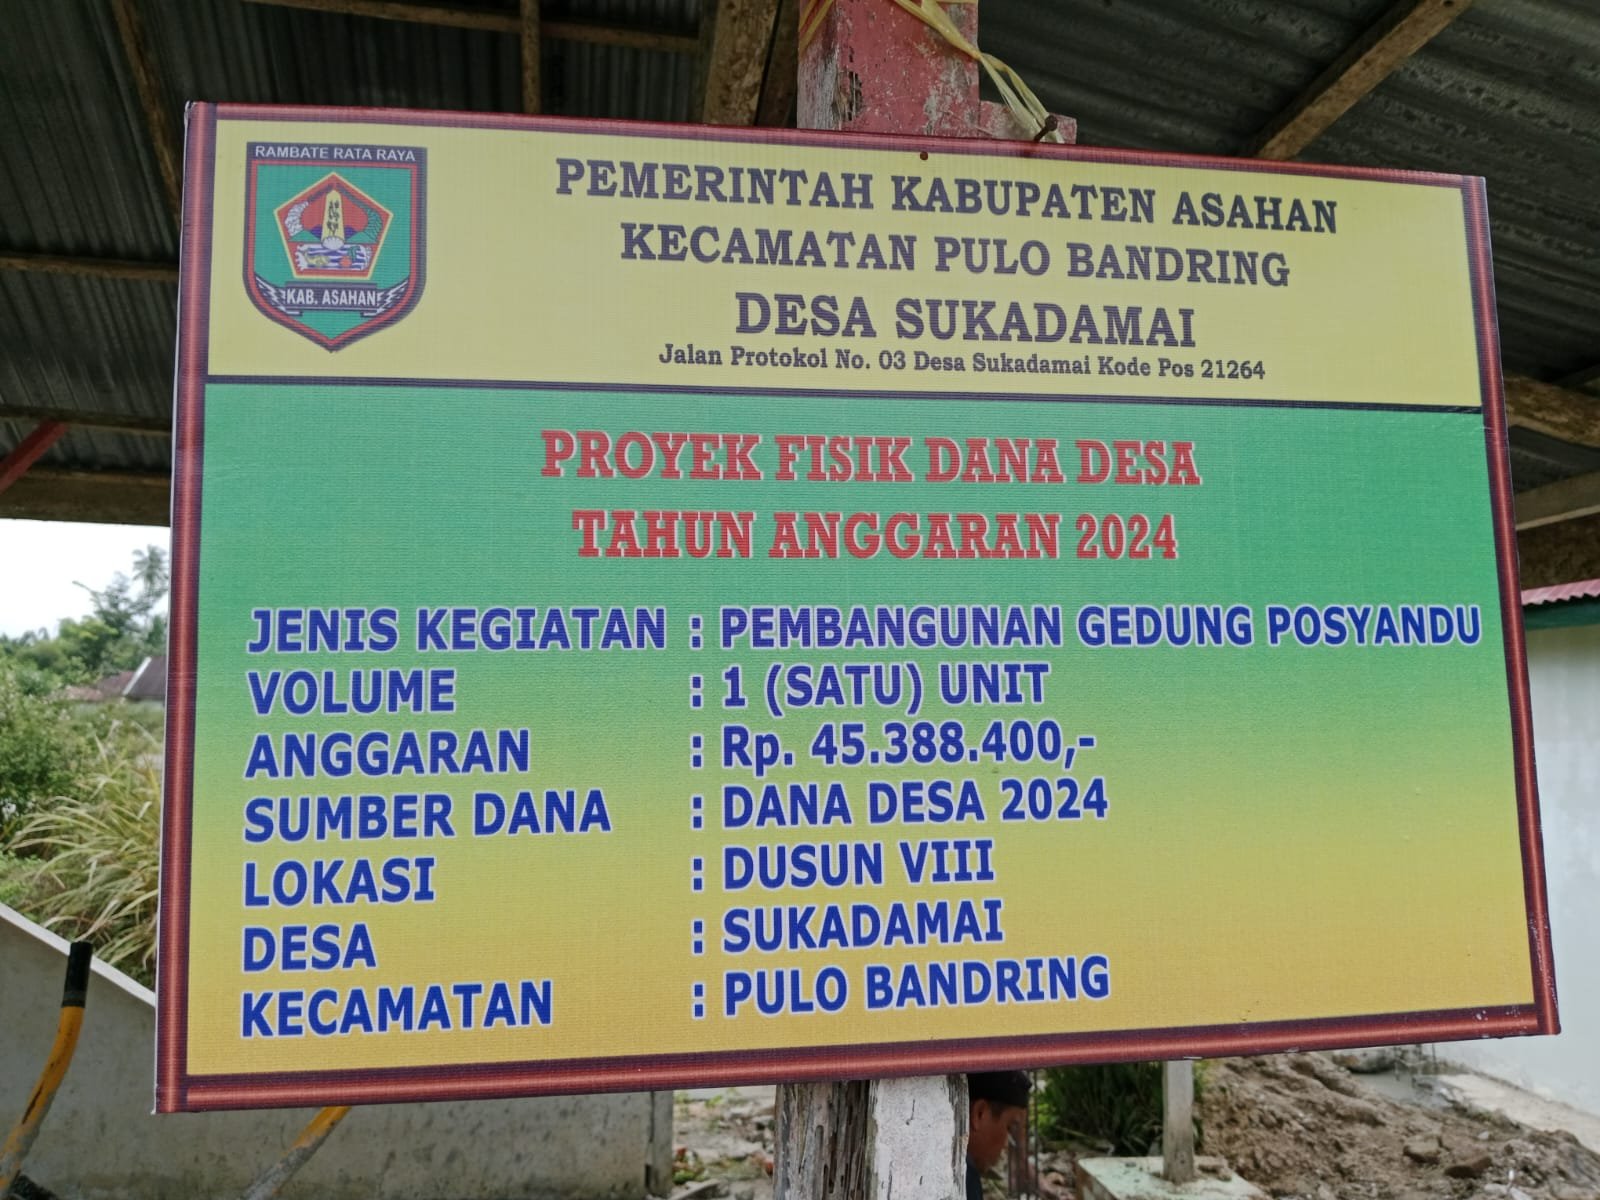 RAMBATE RATA RAYA
KAB. ASAHAN
PEMERINTAH KABUPATEN ASAHAN
KECAMATAN PULO BANDRING
DESA SUKADAMAI
Jalan Protokol No. 03 Desa Sukadamai Kode Pos 21264
PROYEK FISIK DANA DESA
TAHUN ANGGARAN 2024
JENIS KEGIATAN : PEMBANGUNAN GEDUNG POSYANDU
VOLUME : 1 (SATU) UNIT
ANGGARAN : Rp. 45.388.400,-
SUMBER DANA : DANA DESA 2024
LOKASI : DUSUN VIII
DESA : SUKADAMAI
KECAMATAN : PULO BANDRING